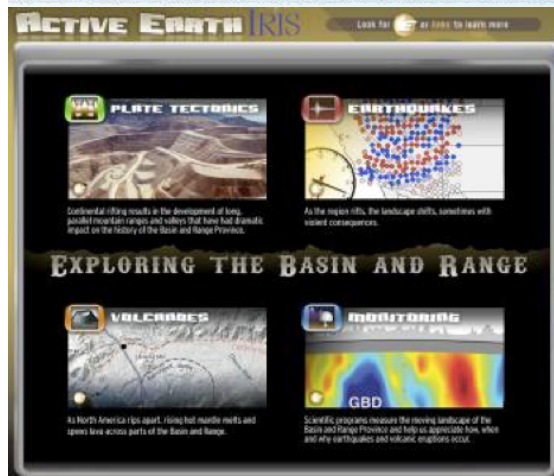 ACTIVE EARTH IRIS
Look for or links to learn more
PLATE TECTONICS
Continental rifting results in the development of long,
parallel mountain ranges and valleys that have had dramatic
impact on the history of the Basin and Range Province.
EARTHQUAKES
As the region rifts, the landscape shifts, sometimes with
violent consequences.
EXPLORING THE BASIN AND RANGE
VOLCANOES
As North America rips apart, rising hot mantle melts and
spews lava across parts of the Basin and Range.
MONITORING
GBD
Scientific programs measure the moving landscape of the
Basin and Range Province and help us appreciate how, when
and why earthquakes and volcanic eruptions occur.